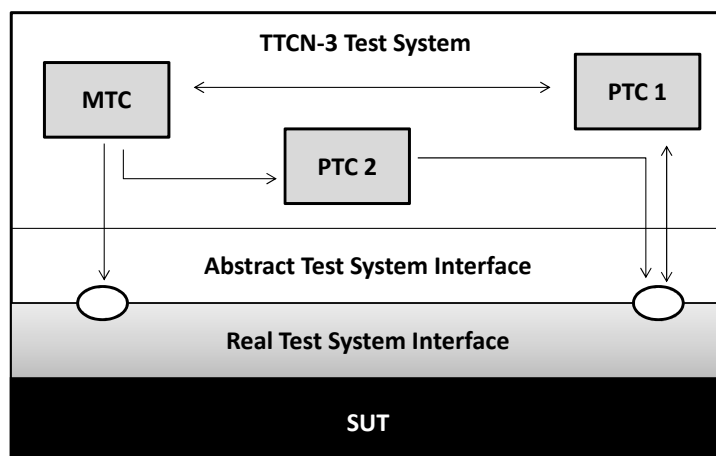 TTCN-3 Test System
MTC
PTC 1
PTC 2
Abstract Test System Interface
Real Test System Interface
SUT